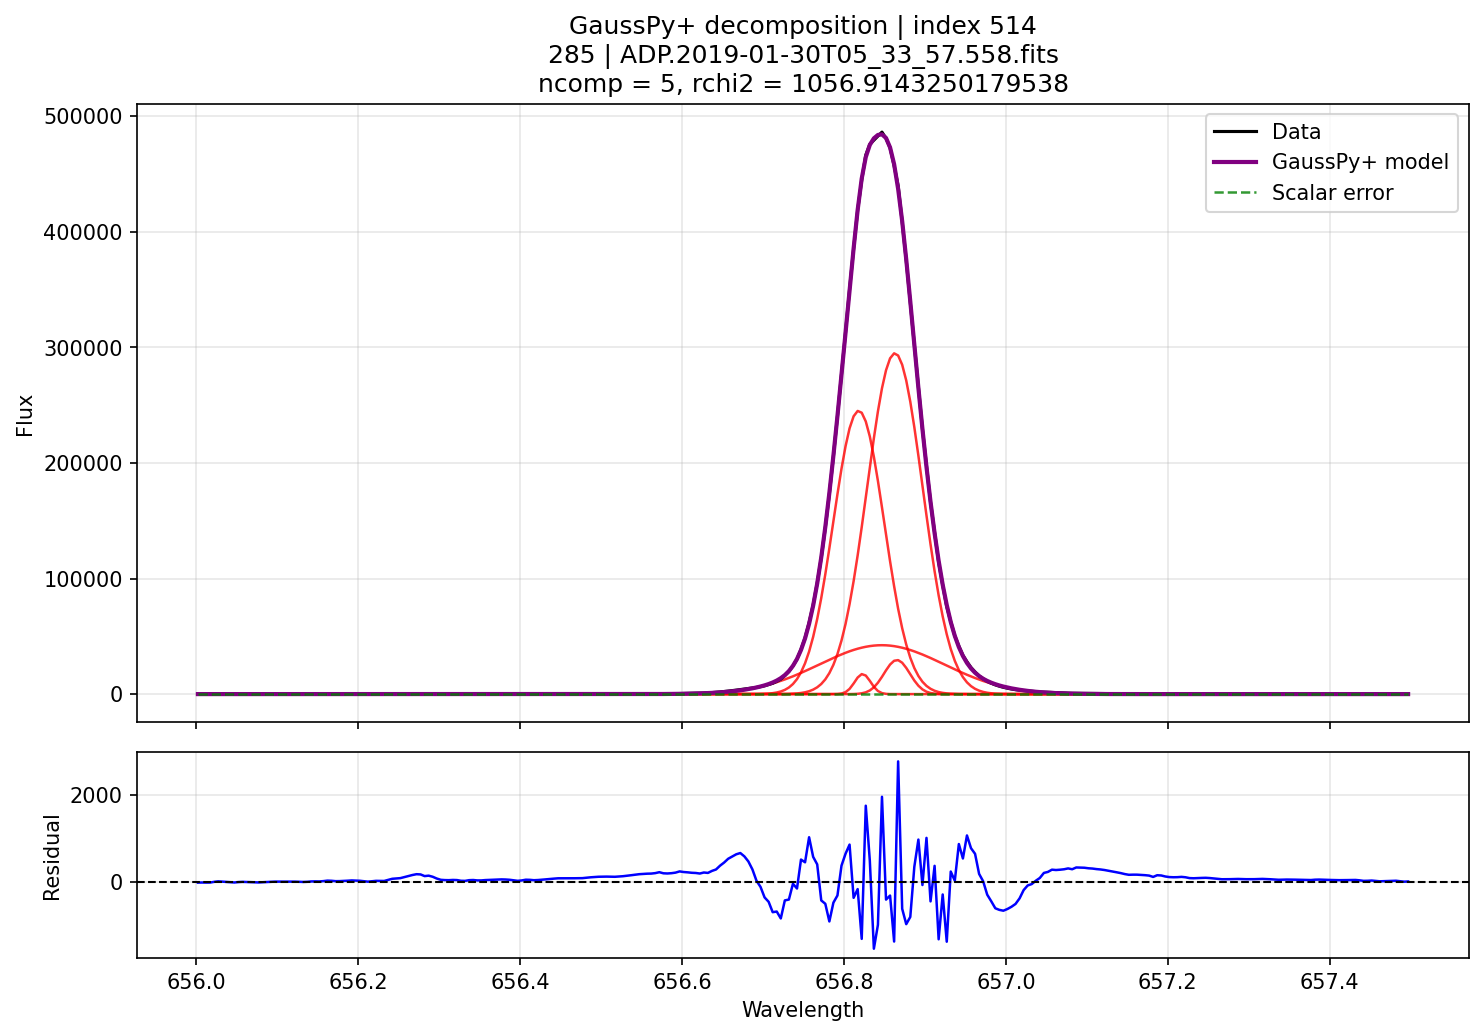 GaussPy+ decomposition | index 514
285 | ADP.2019-01-30T05_33_57.558.fits
ncomp = 5, rchi2 = 1056.9143250179538
500000
400000
300000
200000
100000
0
Flux
Data
GaussPy+ model
Scalar error
2000
0
Residual
656.0
656.2
656.4
656.6
656.8
657.0
657.2
657.4
Wavelength